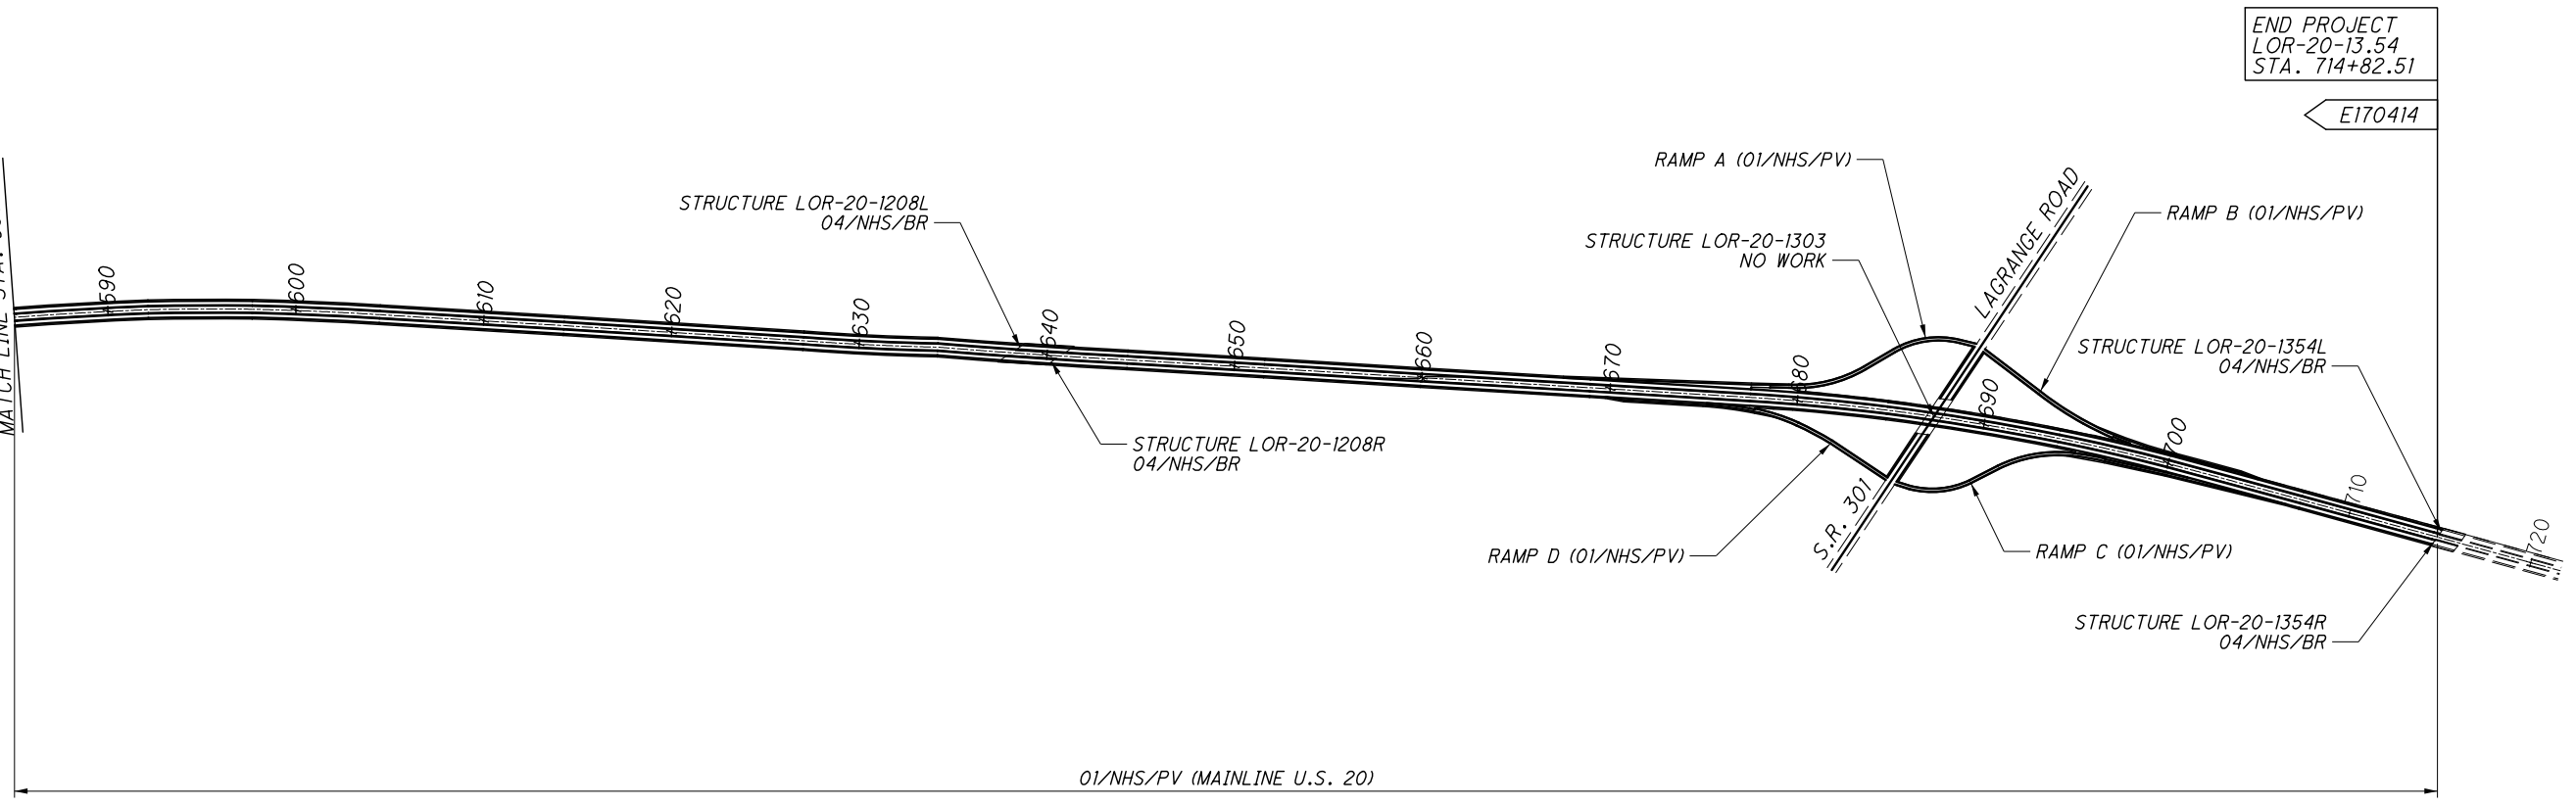 END PROJECT
LOR-20-13.54
STA. 714+82.51
E170414
RAMP A (01/NHS/PV)
LAGRANGE ROAD
RAMP B (01/NHS/PV)
STRUCTURE LOR-20-1208L
04/NHS/BR
STRUCTURE LOR-20-1303
NO WORK
MATCH LINE STA.
590
600
610
620
630
640
650
660
670
680
690
700
710
720
STRUCTURE LOR-20-1354L
04/NHS/BR
STRUCTURE LOR-20-1208R
04/NHS/BR
S.R. 301
RAMP D (01/NHS/PV)
RAMP C (01/NHS/PV)
STRUCTURE LOR-20-1354R
04/NHS/BR
01/NHS/PV (MAINLINE U.S. 20)